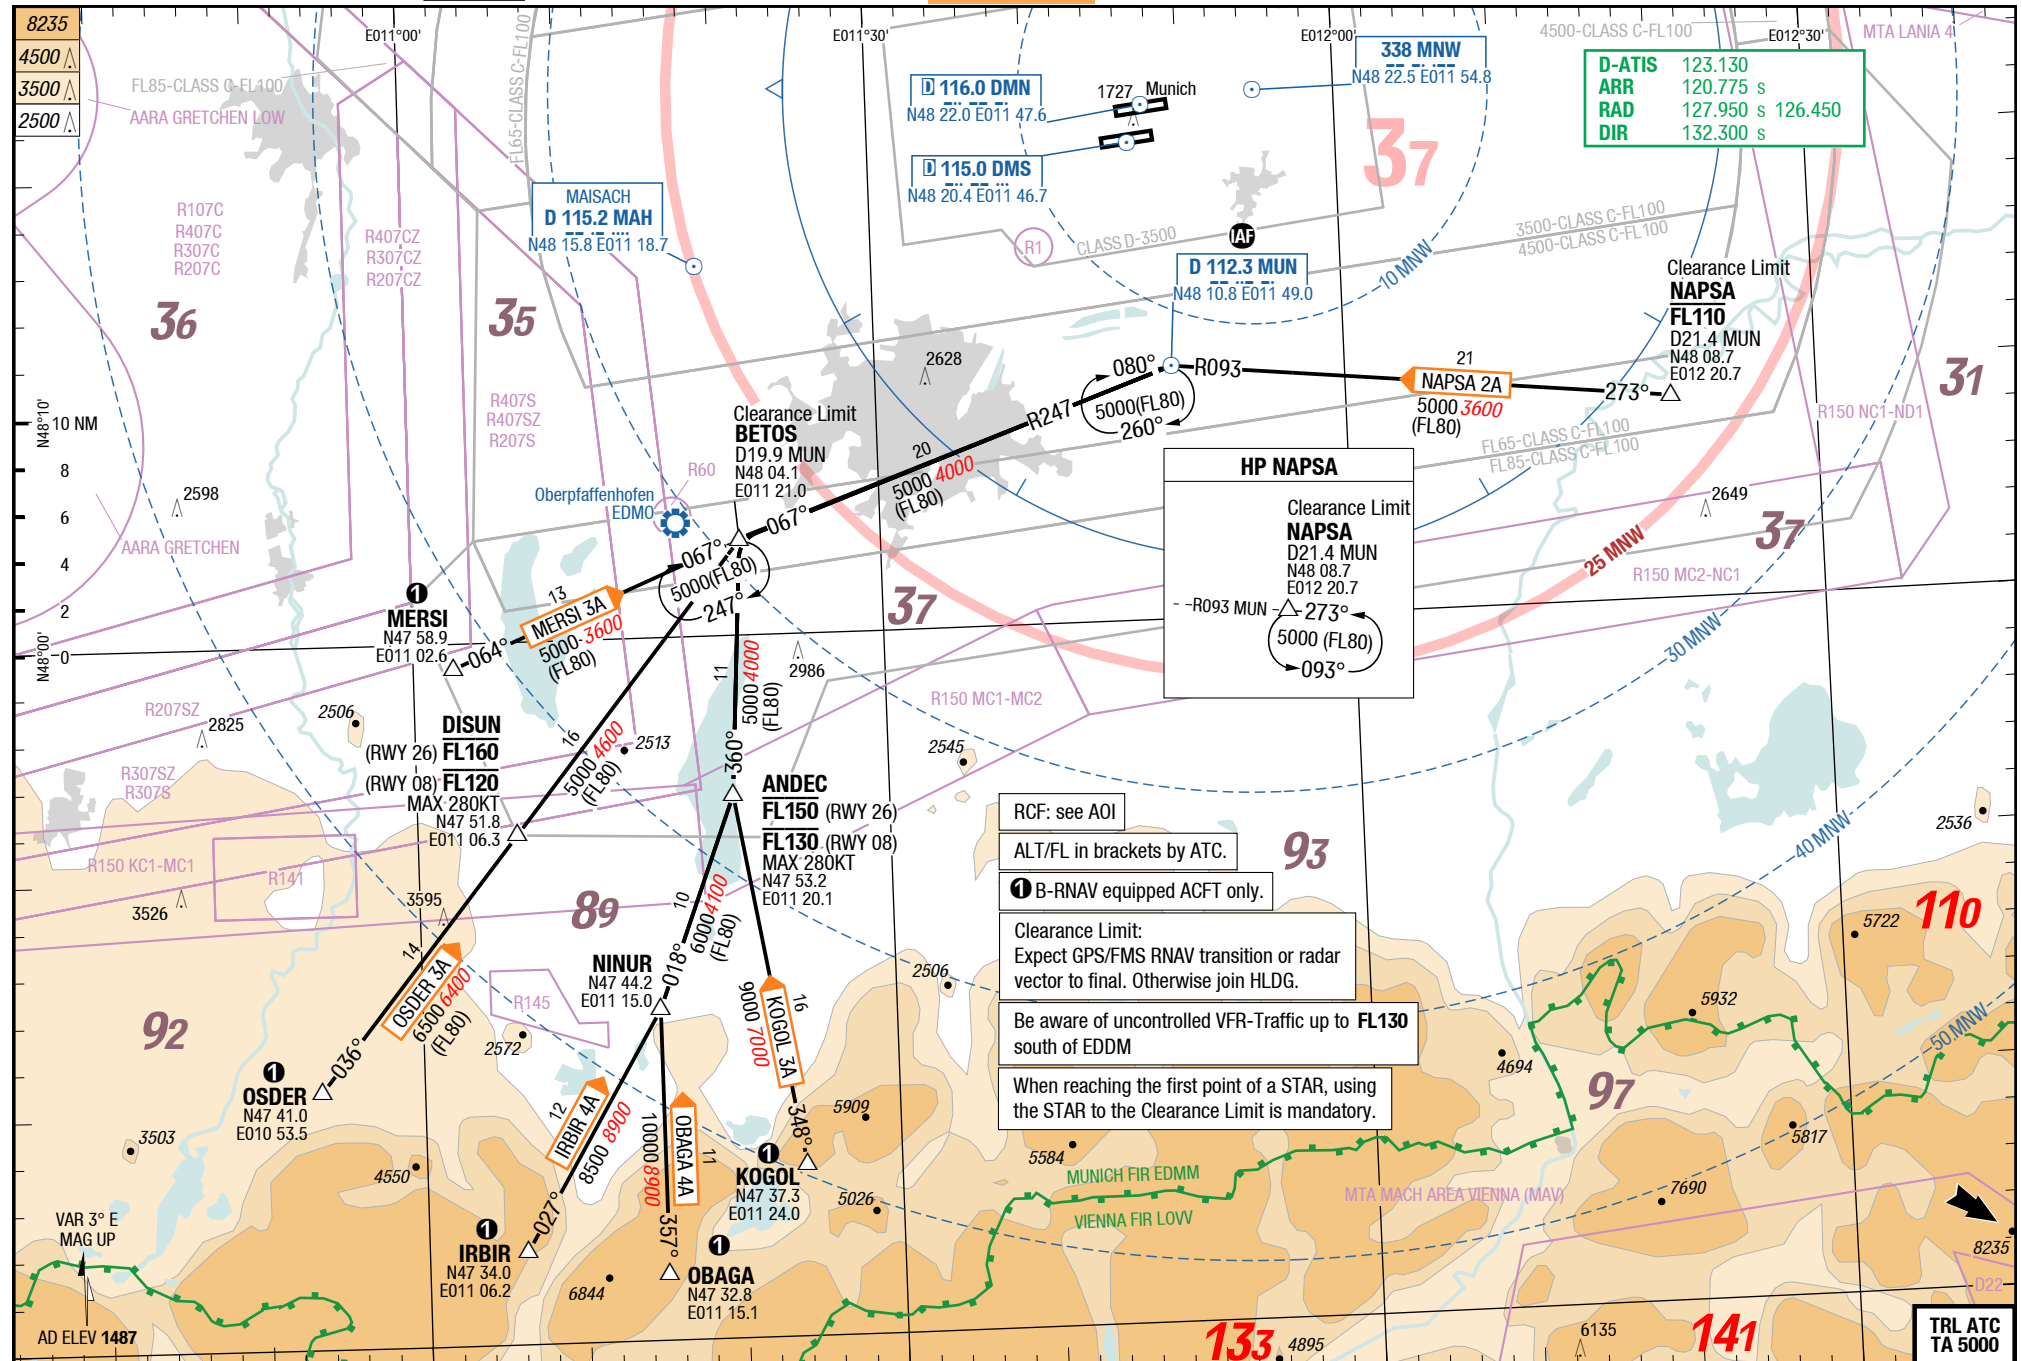 8235
4500
3500
2500
E011°00'
E011°30'
E012°00'
E012°30'
FL85-CLASS C-FL100
AARA GRETCHEN LOW
FL65-CLASS C-FL100
4500-CLASS C-FL100
MTA LANIA 4
D-ATIS 123.130
ARR 120.775 S
RAD 127.950 S 126.450
DIR 132.300 S
D 116.0 DMN
N48 22.0 E011 47.6
1727 Munich
338 MNW
N48 22.5 E011 54.8
D 115.0 DMS
N48 20.4 E011 46.7
37
R107C
R407C
R307C
R207C
R407CZ
R307CZ
R207CZ
MAISACH
D 115.2 MAH
N48 15.8 E011 18.7
R1
CLASS D-3500
IAF
3500-CLASS C-FL100
4500-CLASS C-FL100
D 112.3 MUN
N48 10.8 E011 49.0
10 MNW
Clearance Limit
NAPSA
FL110
D21.4 MUN
N48 08.7
E012 20.7
36
35
31
2628
080°
R093
21
NAPSA 2A
5000 3600
(FL80)
273°
5000(FL80)
260°
R247
R407S
R407SZ
R207S
Clearance Limit
BETOS
D19.9 MUN
N48 04.1
E011 21.0
20
5000 4000
(FL80)
067°
R150 NC1-ND1
FL65-CLASS C-FL100
FL85-CLASS C-FL100
N48°10'
10 NM
8
6
4
2
0
N48°00'
2598
AARA GRETCHEN
R60
Oberpfaffenhofen
EDMO
HP NAPSA
Clearance Limit
NAPSA
D21.4 MUN
N48 08.7
E012 20.7
R093 MUN
273°
5000 (FL80)
093°
2649
37
25 MNW
R150 MC2-NC1
30 MNW
1
MERSI
N47 58.9
E011 02.6
064°
13
MERSI 3A
5000 3600
(FL80)
067°
5000(FL80)
247°
37
2986
11
5000 4000
(FL80)
360°
R150 MC1-MC2
R207SZ
2825
2506
DISUN
(RWY 26) FL160
(RWY 08) FL120
MAX 280KT
N47 51.8
E011 06.3
16
5000 4600
(FL80)
2513
2545
R307SZ
R307S
ANDEC
FL150 (RWY 26)
FL130 (RWY 08)
MAX 280KT
N47 53.2
E011 20.1
RCF: see AOI
ALT/FL in brackets by ATC.
1 B-RNAV equipped ACFT only.
Clearance Limit:
Expect GPS/FMS RNAV transition or radar
vector to final. Otherwise join HLDG.
Be aware of uncontrolled VFR-Traffic up to FL130
south of EDDM
When reaching the first point of a STAR, using
the STAR to the Clearance Limit is mandatory.
93
40 MNW
2536
R150 KC1-MC1
R141
3526
3595
89
10
6000 4100
(FL80)
018°
5722
110
14
OSDER 3A
6500 6400
(FL80)
036°
NINUR
N47 44.2
E011 15.0
R145
2572
2506
16
KOGOL 3A
9000 7000
348°
5932
50 MNW
92
1
OSDER
N47 41.0
E010 53.5
4694
97
3503
4550
12
IRBIR 4A
8500 8900
027°
11
OBAGA 4A
10000 8900
357°
5909
1
KOGOL
N47 37.3
E011 24.0
5026
5584
MUNICH FIR EDMM
VIENNA FIR LOVV
MTA MACH AREA VIENNA (MAV)
5817
7690
8235
D22
VAR 3° E
MAG UP
AD ELEV 1487
1
IRBIR
N47 34.0
E011 06.2
1
OBAGA
N47 32.8
E011 15.1
6844
133
4895
6135
141
TRL ATC
TA 5000